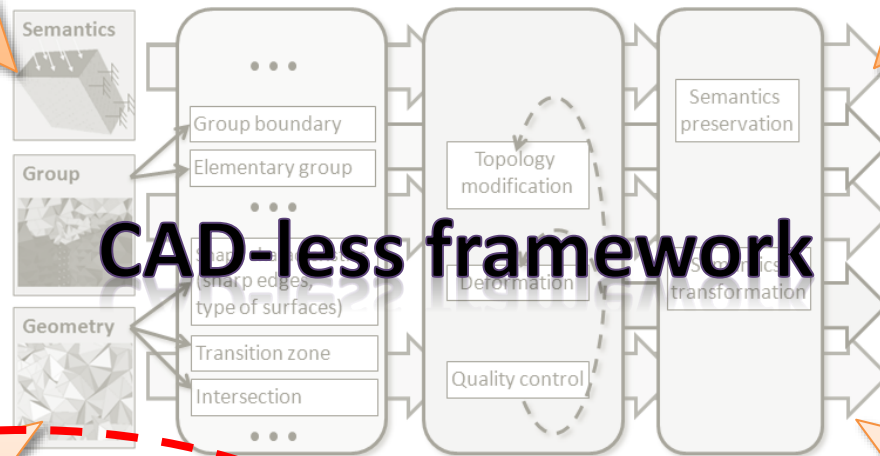 Semantics
Group
Geometry
• • •
Group boundary
Elementary group
• • •
(sharp edges,
type of surfaces)
Transition zone
Intersection
• • •
Topology
modification
Deformation
Quality control
Semantics
preservation
Semantics
transformation
CAD-less framework